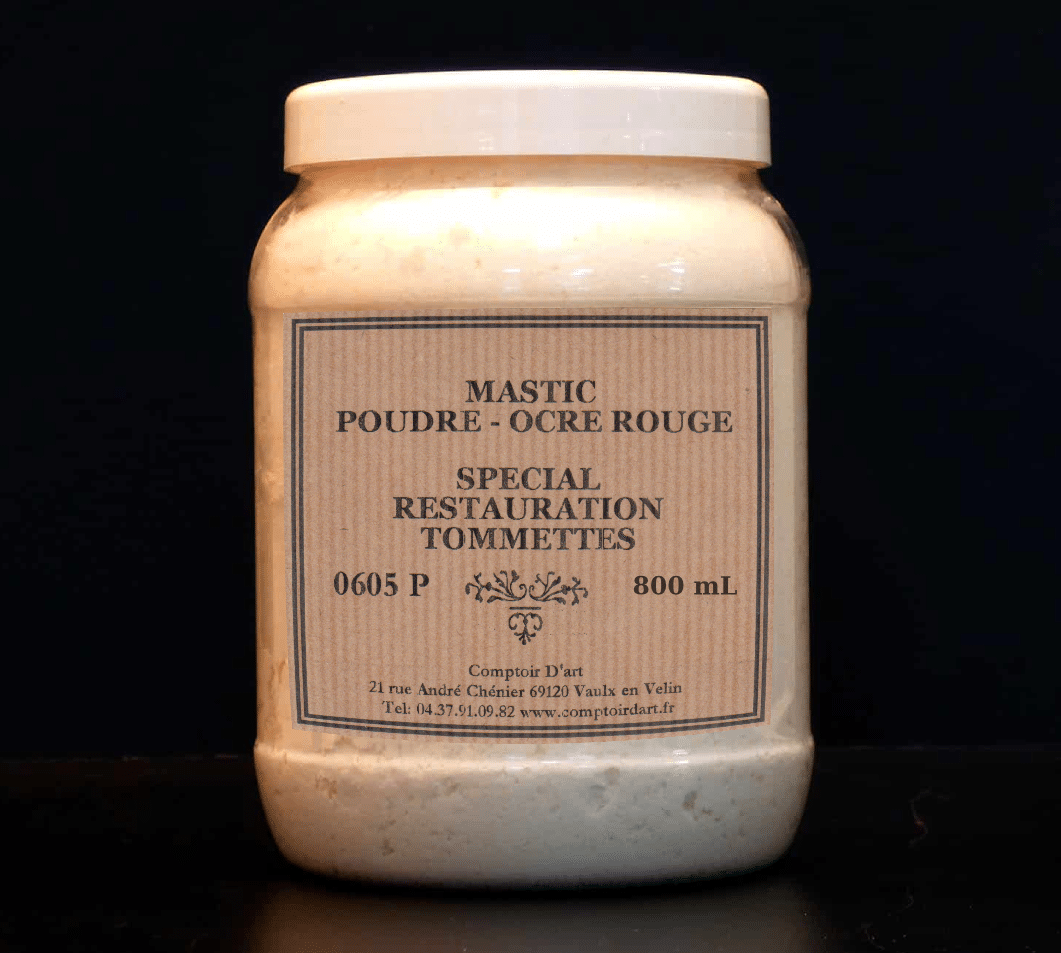 MASTIC
POUDRE - OCRE ROUGE
SPECIAL
RESTAURATION
TOMMETTES
0605 P 800 mL
Comptoir D'art
21 rue André Chénier 69120 Vaulx en Velin
Tel: 04.37.91.09.82 www.comptoirdart.fr